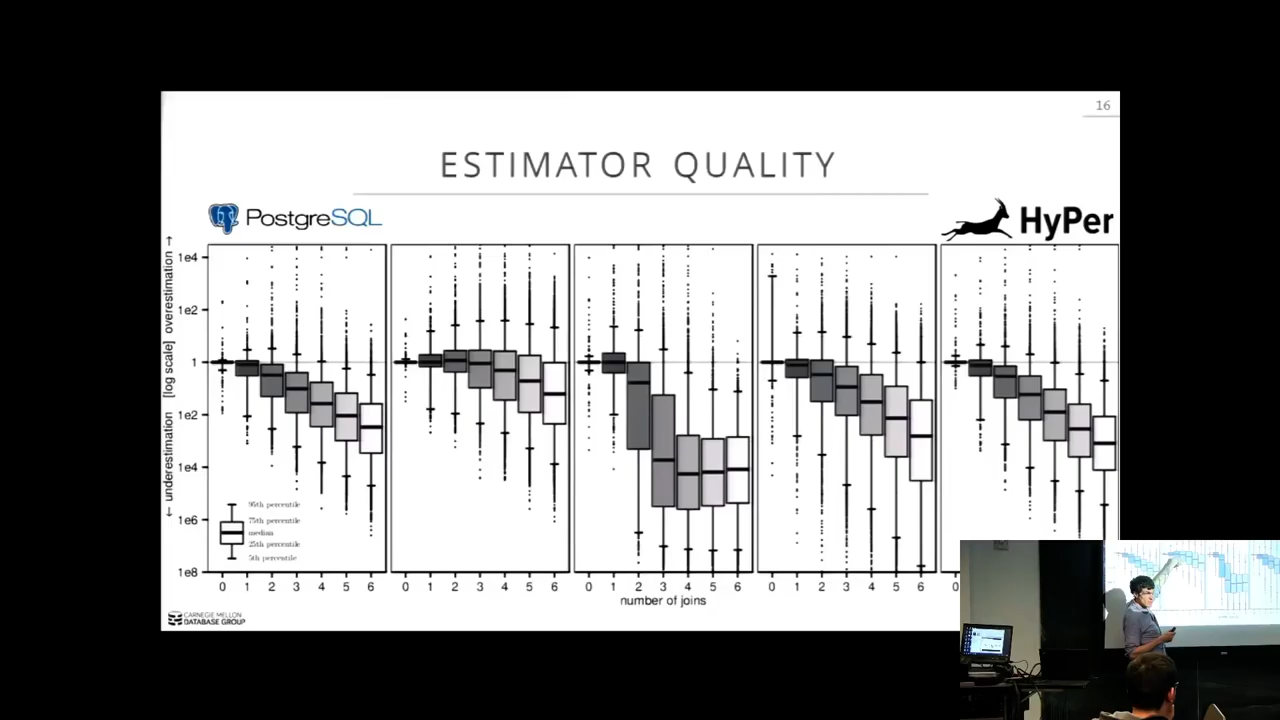 16
ESTIMATOR QUALITY
PostgreSQL
HyPer
← underestimation [log scale] overestimation →
1e4
1e2
1
1e2
1e4
1e6
1e8
95th percentile
75th percentile
median
25th percentile
5th percentile
0 1 2 3 4 5 6
0 1 2 3 4 5 6
0 1 2 3 4 5 6
0 1 2 3 4 5 6
number of joins
CARNEGIE MELLON
DATABASE GROUP